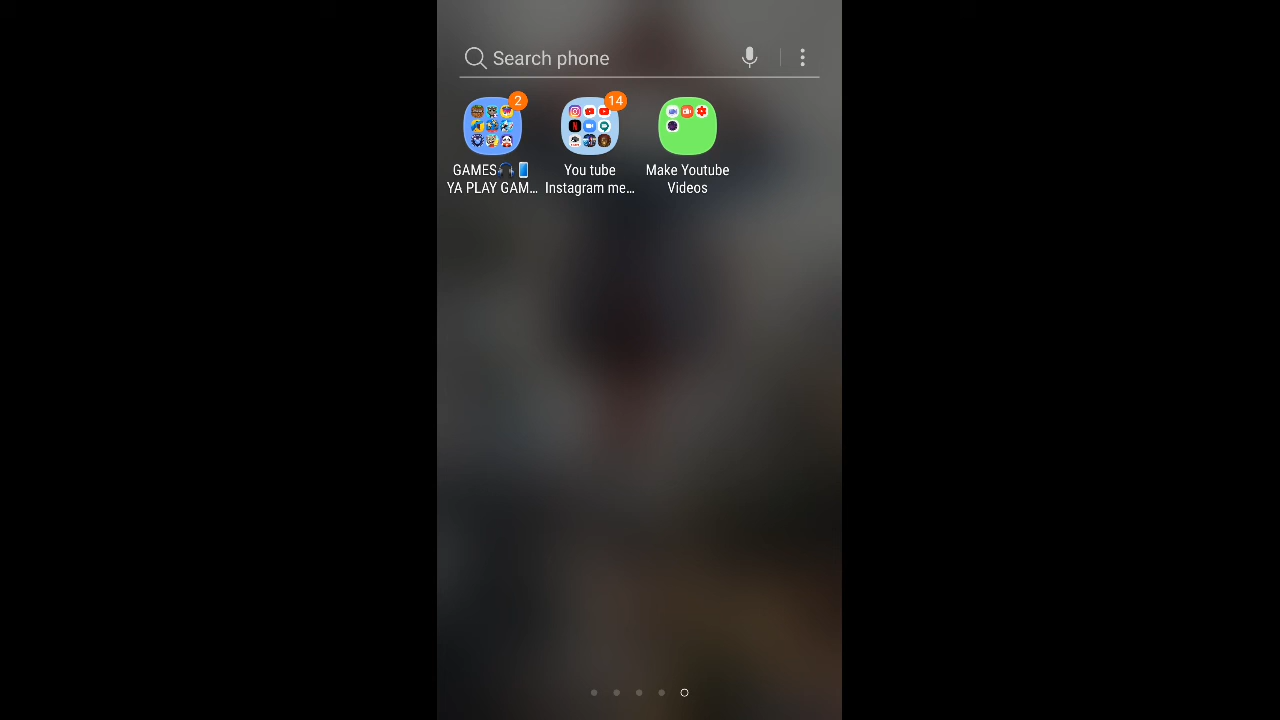 Search phone
2
14
GAMES🎧📱
YA PLAY GAM...
You tube
Instagram me...
Make Youtube
Videos